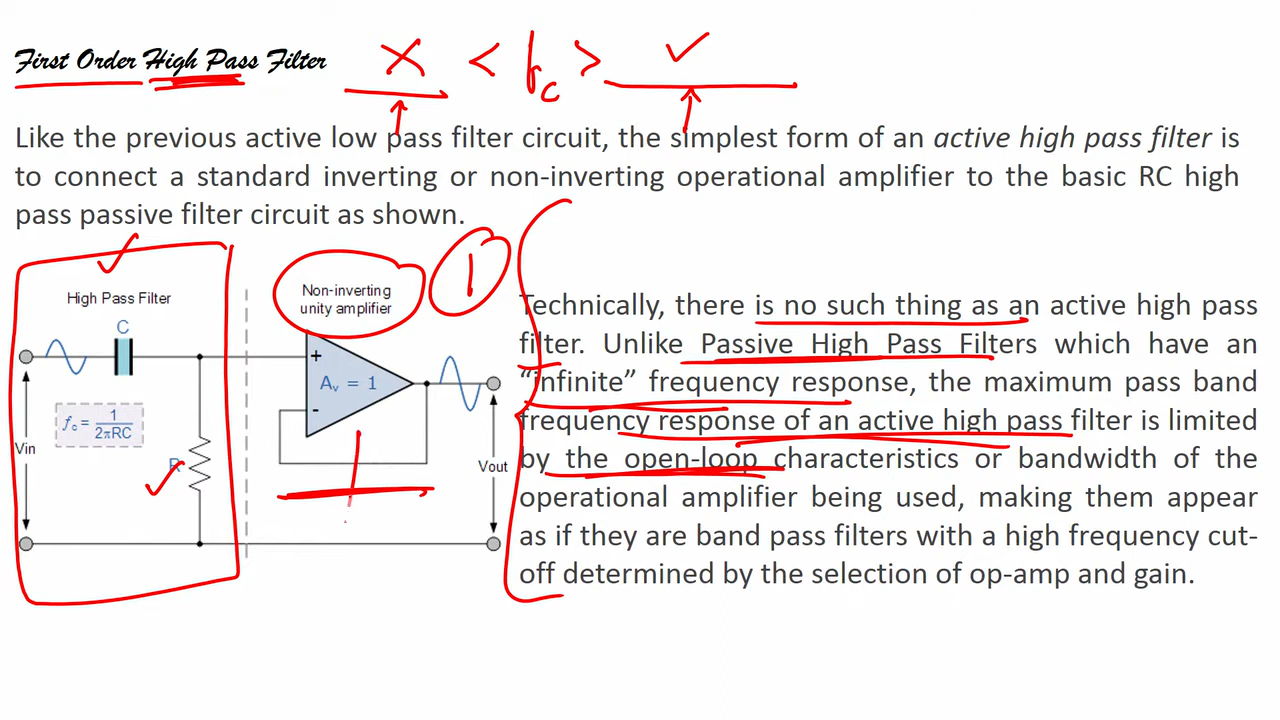 First Order High Pass Filter
X < fc > ✓
Like the previous active low pass filter circuit, the simplest form of an active high pass filter is
to connect a standard inverting or non-inverting operational amplifier to the basic RC high
pass passive filter circuit as shown.
High Pass Filter
Non-inverting
unity amplifier
1
C
+
Av = 1
-
fc = 1/2πRC
Vin
R
Vout
Technically, there is no such thing as an active high pass
filter. Unlike Passive High Pass Filters which have an
“infinite” frequency response, the maximum pass band
frequency response of an active high pass filter is limited
by the open-loop characteristics or bandwidth of the
operational amplifier being used, making them appear
as if they are band pass filters with a high frequency cut-
off determined by the selection of op-amp and gain.